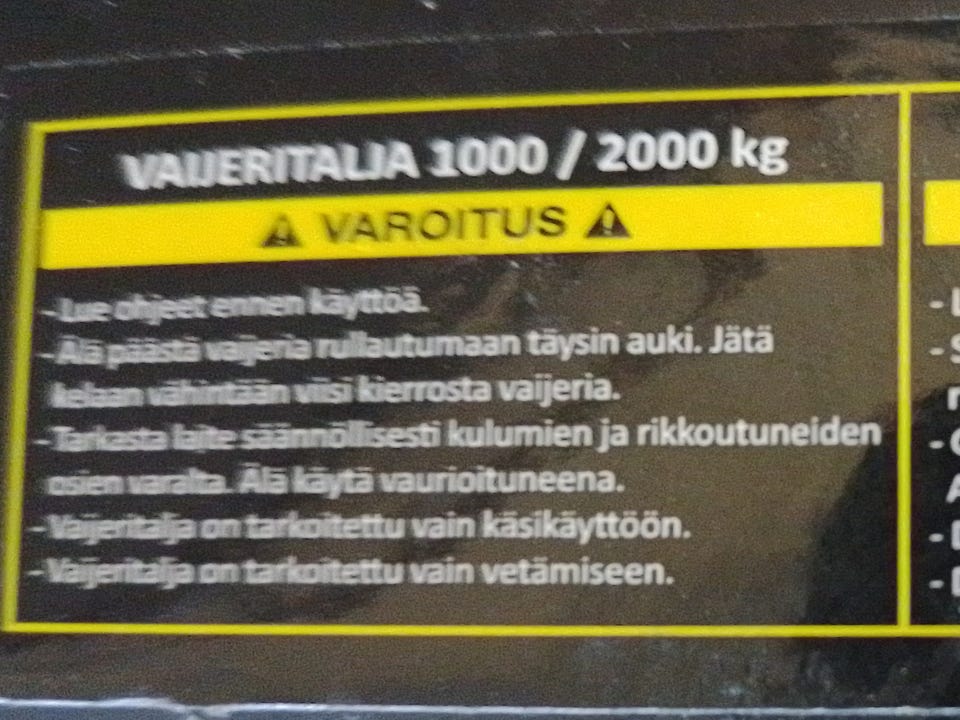 VAIJERITALJA 1000 / 2000 kg
⚠ VAROITUS ⚠
- Lue ohjeet ennen käyttöä.
- Älä päästä vaijeria rullautumaan täysin auki. Jätä
kelaan vähintään viisi kierrosta vaijeria.
- Tarkasta laite säännöllisesti kulumien ja rikkoutuneiden
osien varalta. Älä käytä vaurioituneena.
- Vaijeritalja on tarkoitettu vain käsikäyttöön.
- Vaijeritalja on tarkoitettu vain vetämiseen.